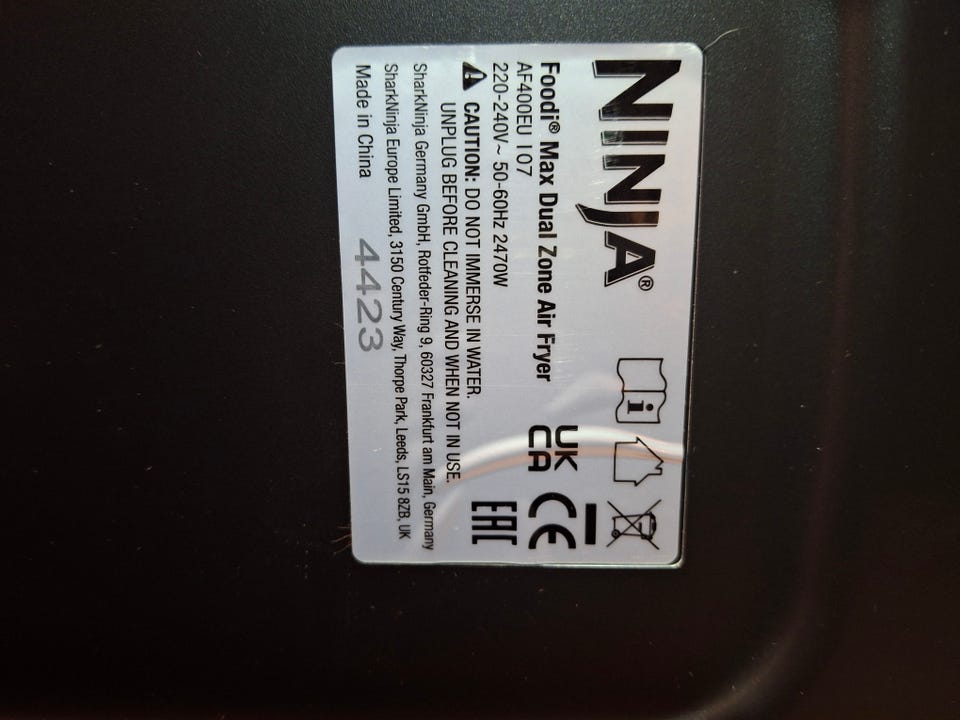 NINJA®
Foodi® Max Dual Zone Air Fryer
AF400EU 107
220-240V~ 50-60Hz 2470W
CAUTION: DO NOT IMMERSE IN WATER.
UNPLUG BEFORE CLEANING AND WHEN NOT IN USE.
SharkNinja Germany GmbH, Rotfeder-Ring 9, 60327 Frankfurt am Main, Germany
SharkNinja Europe Limited, 3150 Century Way, Thorpe Park, Leeds, LS15 8ZB, UK
Made in China
4423
i
UK
CA
CE
EAC